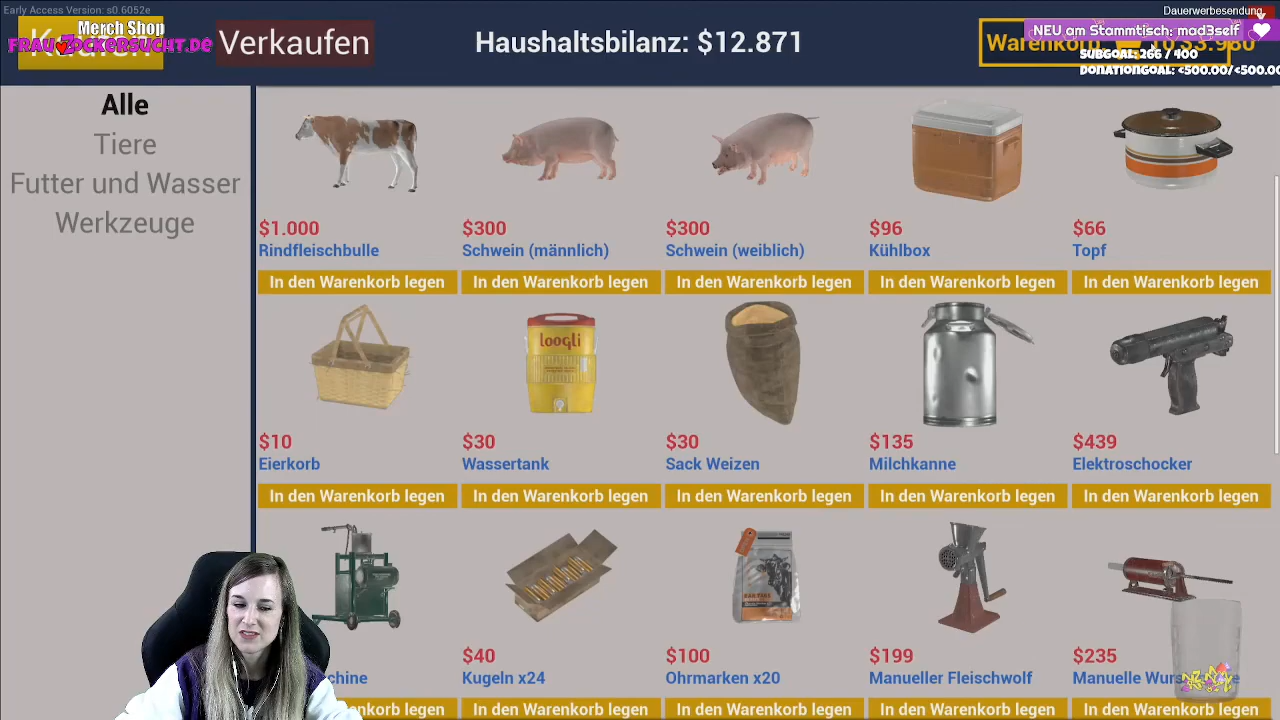 Early Access Version: s0.6052e
Dauerwerbesendung
Merch Shop
FrauZockersucht.de
Verkaufen
Haushaltsbilanz: $12.871
Warenkorb
NEU am Stammtisch: mad3self
SUBGOAL: 266 / 400
DONATIONGOAL: <500.00/<500.00
Alle
Tiere
Futter und Wasser
Werkzeuge
$1.000
Rindfleischbulle
In den Warenkorb legen
$300
Schwein (männlich)
In den Warenkorb legen
$300
Schwein (weiblich)
In den Warenkorb legen
$96
Kühlbox
In den Warenkorb legen
$66
Topf
In den Warenkorb legen
loogli
$10
Eierkorb
In den Warenkorb legen
$30
Wassertank
In den Warenkorb legen
$30
Sack Weizen
In den Warenkorb legen
$135
Milchkanne
In den Warenkorb legen
$439
Elektroschocker
In den Warenkorb legen
EAR TAGS
chine
korb legen
$40
Kugeln x24
In den Warenkorb legen
$100
Ohrmarken x20
In den Warenkorb legen
$199
Manueller Fleischwolf
In den Warenkorb legen
$235
Manuelle Wurs
In den Warenkorb legen